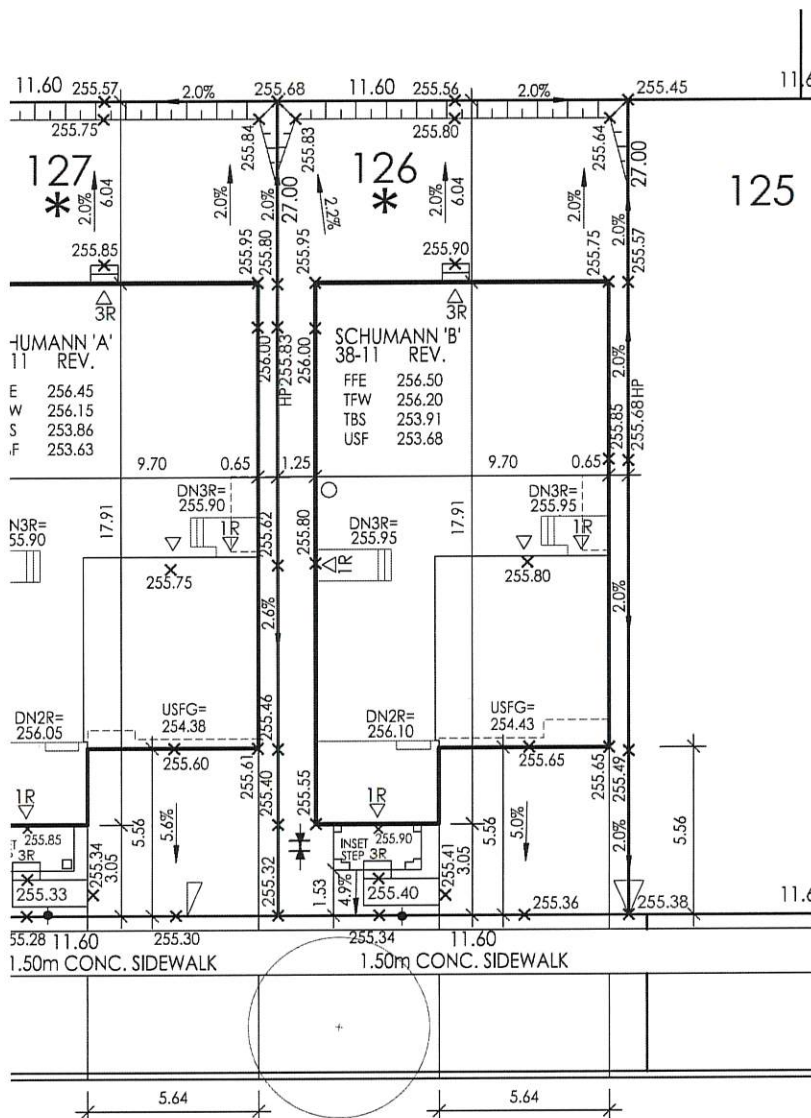 11.60 255.57 2.0% 255.68 11.60 255.56 2.0% 255.45 11.6
255.75 255.84 255.83 255.80 255.64
127 27.00 126 27.00 125
* 2.0% 6.04 2.0% 2.0% 2.2% * 2.0% 6.04 2.0% 2.0%
255.85 255.95 255.80 255.95 255.90 255.75 255.57
3R 3R
HUMANN 'A' SCHUMANN 'B'
11 REV. 38-11 REV.
256.00 HP255.83 256.00 2.0%
E 256.45 FFE 256.50
W 256.15 TFW 256.20
S 253.86 TBS 253.91
F 253.63 USF 253.68
255.85 255.68HP
9.70 0.65 1.25 9.70 0.65
DN3R= DN3R= DN3R=
255.90 255.95 255.95
N3R= 17.91 1R 255.62 255.80 17.91 1R
55.90
255.75 1R 255.80
2.6% 2.0%
DN2R= USFG= DN2R= USFG=
256.05 254.38 255.46 256.10 254.43
255.60 255.61 255.65 255.65 255.49
1R 5.56 5.6% 255.40 255.55 1R 5.56 5.0% 2.0% 5.56
255.85 INSET 255.90
3R STEP 3R
255.34 3.05 255.41 3.05
255.33 255.32 1.53 4.9% 255.40 255.36 255.38
55.28 11.60 255.30 255.34 11.60 11.6
1.50m CONC. SIDEWALK 1.50m CONC. SIDEWALK
5.64 5.64